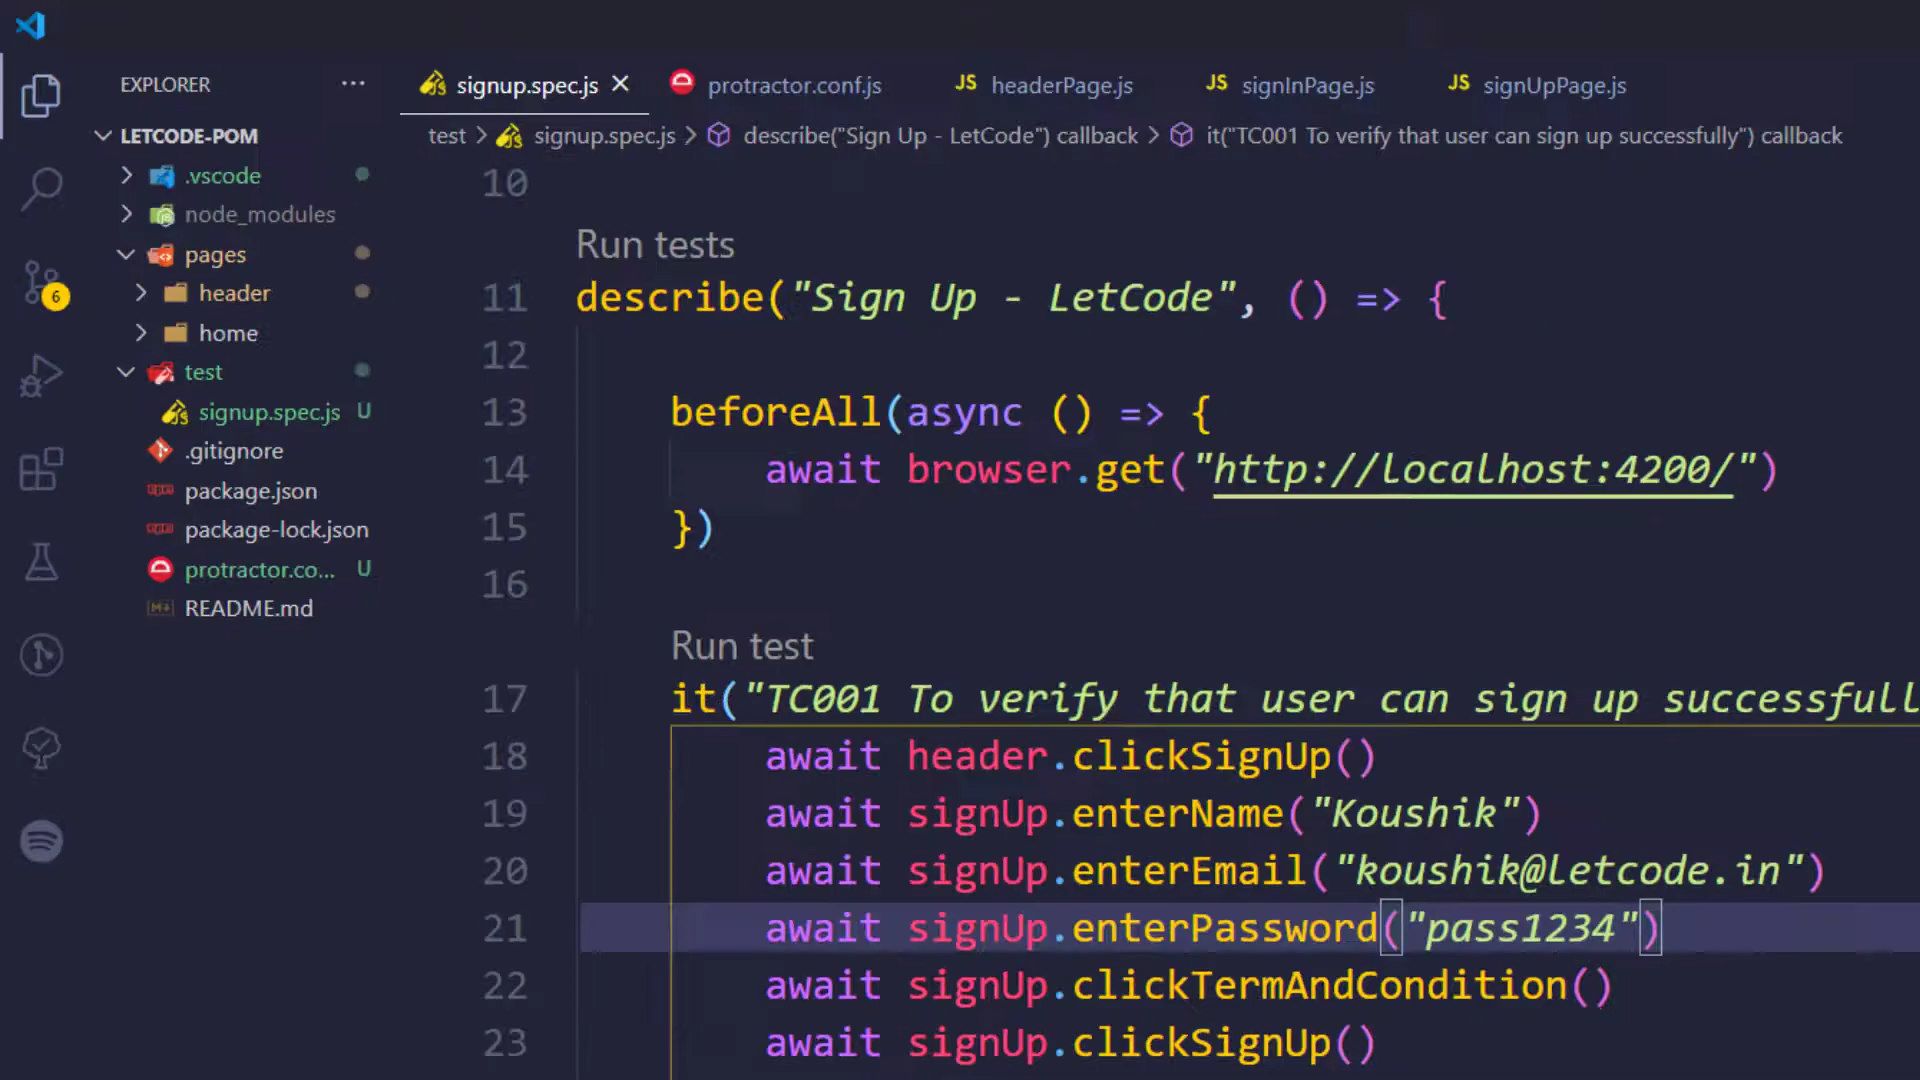 EXPLORER ...
signup.spec.js
protractor.conf.js
JS headerPage.js
JS signInPage.js
JS signUpPage.js
LETCODE-POM
test > signup.spec.js > describe("Sign Up - LetCode") callback > it("TC001 To verify that user can sign up successfully") callback
.vscode
node_modules
pages
header
home
test
signup.spec.js U
.gitignore
package.json
package-lock.json
protractor.co... U
README.md
6
10
Run tests
11 describe("Sign Up - LetCode", () => {
12
13 beforeAll(async () => {
14 await browser.get("http://localhost:4200/")
15 })
16
Run test
17 it("TC001 To verify that user can sign up successfull
18 await header.clickSignUp()
19 await signUp.enterName("Koushik")
20 await signUp.enterEmail("koushik@letcode.in")
21 await signUp.enterPassword("pass1234")
22 await signUp.clickTermAndCondition()
23 await signUp.clickSignUp()